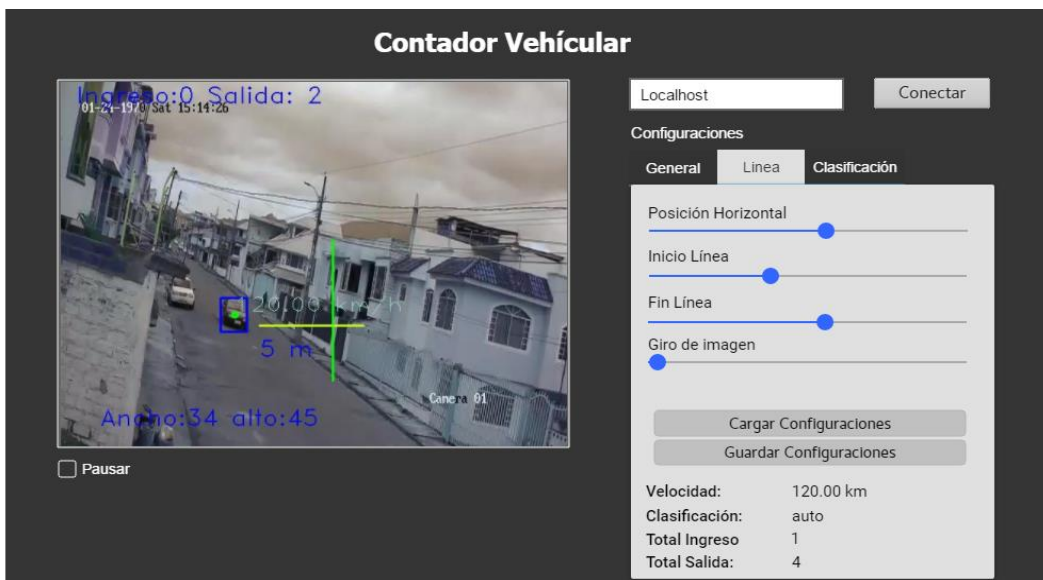 Contador Vehícular
Ingreso:0 Salida: 2
01-24-1970 Sat 15:14:26
120.00 km/h
5 m
Camera 01
Ancho:34 alto:45
Pausar
Localhost
Conectar
Configuraciones
General
Linea
Clasificación
Posición Horizontal
Inicio Línea
Fin Línea
Giro de imagen
Cargar Configuraciones
Guardar Configuraciones
Velocidad: 120.00 km
Clasificación: auto
Total Ingreso 1
Total Salida: 4